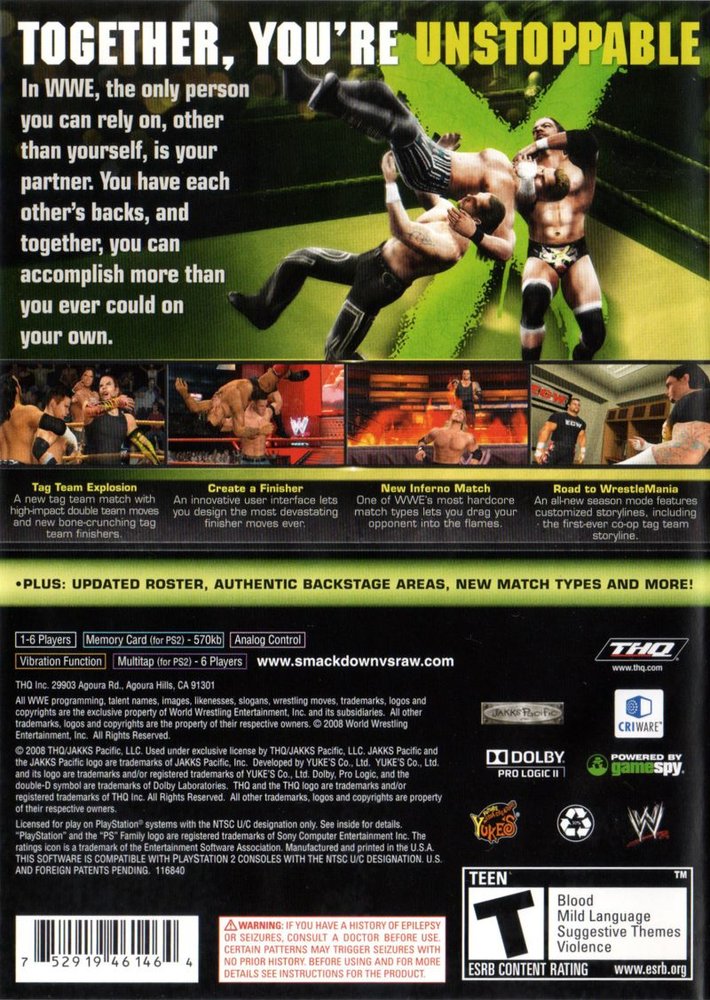 TOGETHER, YOU'RE UNSTOPPABLE
In WWE, the only person
you can rely on, other
than yourself, is your
partner. You have each
other's backs, and
together, you can
accomplish more than
you ever could on
your own.
Tag Team Explosion
A new tag team match with
high-impact double team moves
and new bone-crunching tag
team finishers.
Create a Finisher
An innovative user interface lets
you design the most devastating
finisher moves ever.
New Inferno Match
One of WWE's most hardcore
match types lets you drag your
opponent into the flames.
Road to WrestleMania
An all-new season mode features
customized storylines, including
the first-ever co-op tag team
storyline.
•PLUS: UPDATED ROSTER, AUTHENTIC BACKSTAGE AREAS, NEW MATCH TYPES AND MORE!
1-6 Players Memory Card (for PS2) - 570kb Analog Control
Vibration Function Multitap (for PS2) - 6 Players www.smackdownvsraw.com
THQ
www.thq.com
THQ Inc. 29903 Agoura Rd., Agoura Hills, CA 91301
All WWE programming, talent names, images, likenesses, slogans, wrestling moves, trademarks, logos and
copyrights are the exclusive property of World Wrestling Entertainment, Inc. and its subsidiaries. All other
trademarks, logos and copyrights are the property of their respective owners. © 2008 World Wrestling
Entertainment, Inc. All Rights Reserved.
© 2008 THQ/JAKKS Pacific, LLC. Used under exclusive license by THQ/JAKKS Pacific, LLC. JAKKS Pacific and
the JAKKS Pacific logo are trademarks of JAKKS Pacific, Inc. Developed by YUKE'S Co., Ltd. YUKE'S Co., Ltd.
and its logo are trademarks and/or registered trademarks of YUKE'S Co., Ltd. Dolby, Pro Logic, and the
double-D symbol are trademarks of Dolby Laboratories. THQ and the THQ logo are trademarks and/or
registered trademarks of THQ Inc. All Rights Reserved. All other trademarks, logos and copyrights are property
of their respective owners.
Licensed for play on PlayStation® systems with the NTSC U/C designation only. See inside for details.
"PlayStation" and the "PS" Family logo are registered trademarks of Sony Computer Entertainment Inc. The
ratings icon is a trademark of the Entertainment Software Association. Manufactured and printed in the U.S.A.
THIS SOFTWARE IS COMPATIBLE WITH PLAYSTATION 2 CONSOLES WITH THE NTSC U/C DESIGNATION. U.S.
AND FOREIGN PATENTS PENDING. 116840
JAKKS Pacific
CRIWARE™
DOLBY
PRO LOGIC II
POWERED BY
gamespy
YUKE'S
W
TEEN ™
T
Blood
Mild Language
Suggestive Themes
Violence
ESRB CONTENT RATING www.esrb.org
7 52919 46146 4
WARNING: IF YOU HAVE A HISTORY OF EPILEPSY
OR SEIZURES, CONSULT A DOCTOR BEFORE USE.
CERTAIN PATTERNS MAY TRIGGER SEIZURES WITH
NO PRIOR HISTORY. BEFORE USING AND FOR MORE
DETAILS SEE INSTRUCTIONS FOR THE PRODUCT.